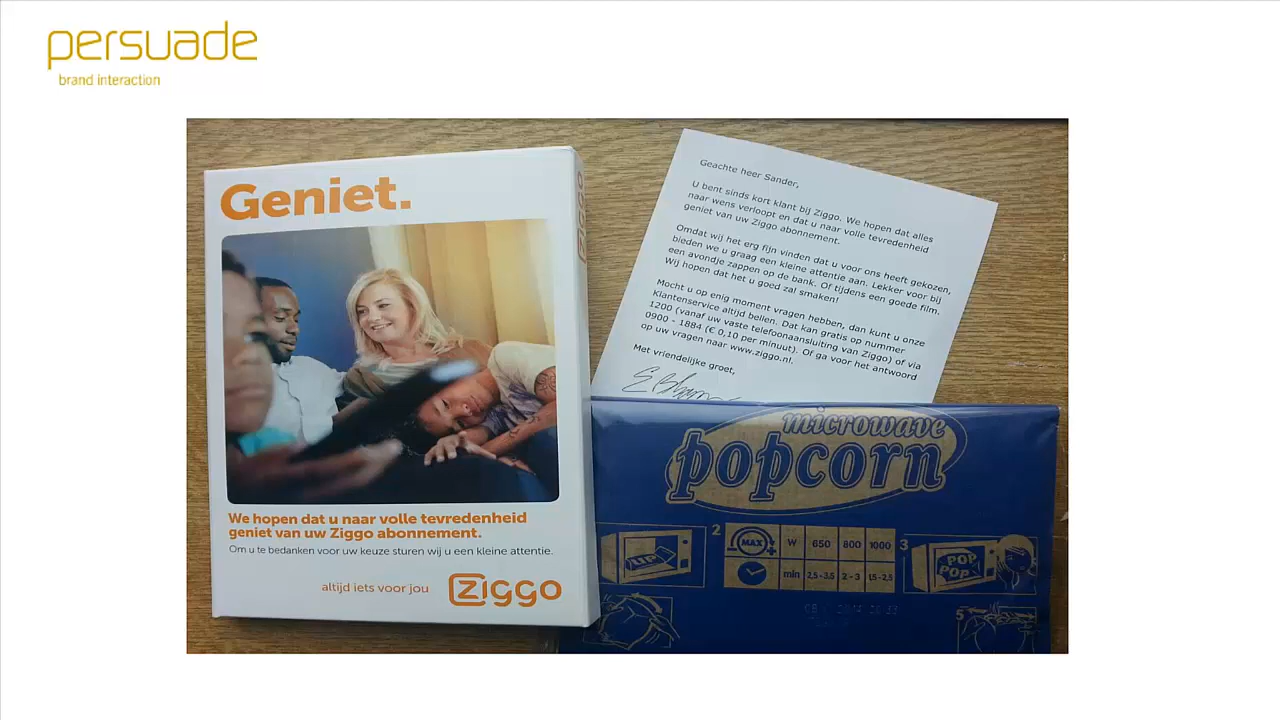 persuade
brand interaction
Geniet.
ziggo
We hopen dat u naar volle tevredenheid
geniet van uw Ziggo abonnement.
Om u te bedanken voor uw keuze sturen wij u een kleine attentie.
altijd iets voor jou
ziggo
Geachte heer Sander,
U bent sinds kort klant bij Ziggo. We hopen dat alles
naar wens verloopt en dat u naar volle tevredenheid
geniet van uw Ziggo abonnement.
Omdat wij het erg fijn vinden dat u voor ons heeft gekozen,
bieden we u graag een kleine attentie aan. Lekker voor bij
een avondje zappen op de bank. Of tijdens een goede film.
Wij hopen dat het u goed zal smaken!
Mocht u op enig moment vragen hebben, dan kunt u onze
Klantenservice altijd bellen. Dat kan gratis op nummer
1200 (vanaf uw vaste telefoonaansluiting van Ziggo) of via
0900 - 1884 (€ 0,10 per minuut). Of ga voor het antwoord
op uw vragen naar www.ziggo.nl.
Met vriendelijke groet,
microwave
popcorn
UP
2
MAX W 650 800 1000
min 2,5-3,5 2-3 1,5-2,5
3
POP
POP
5